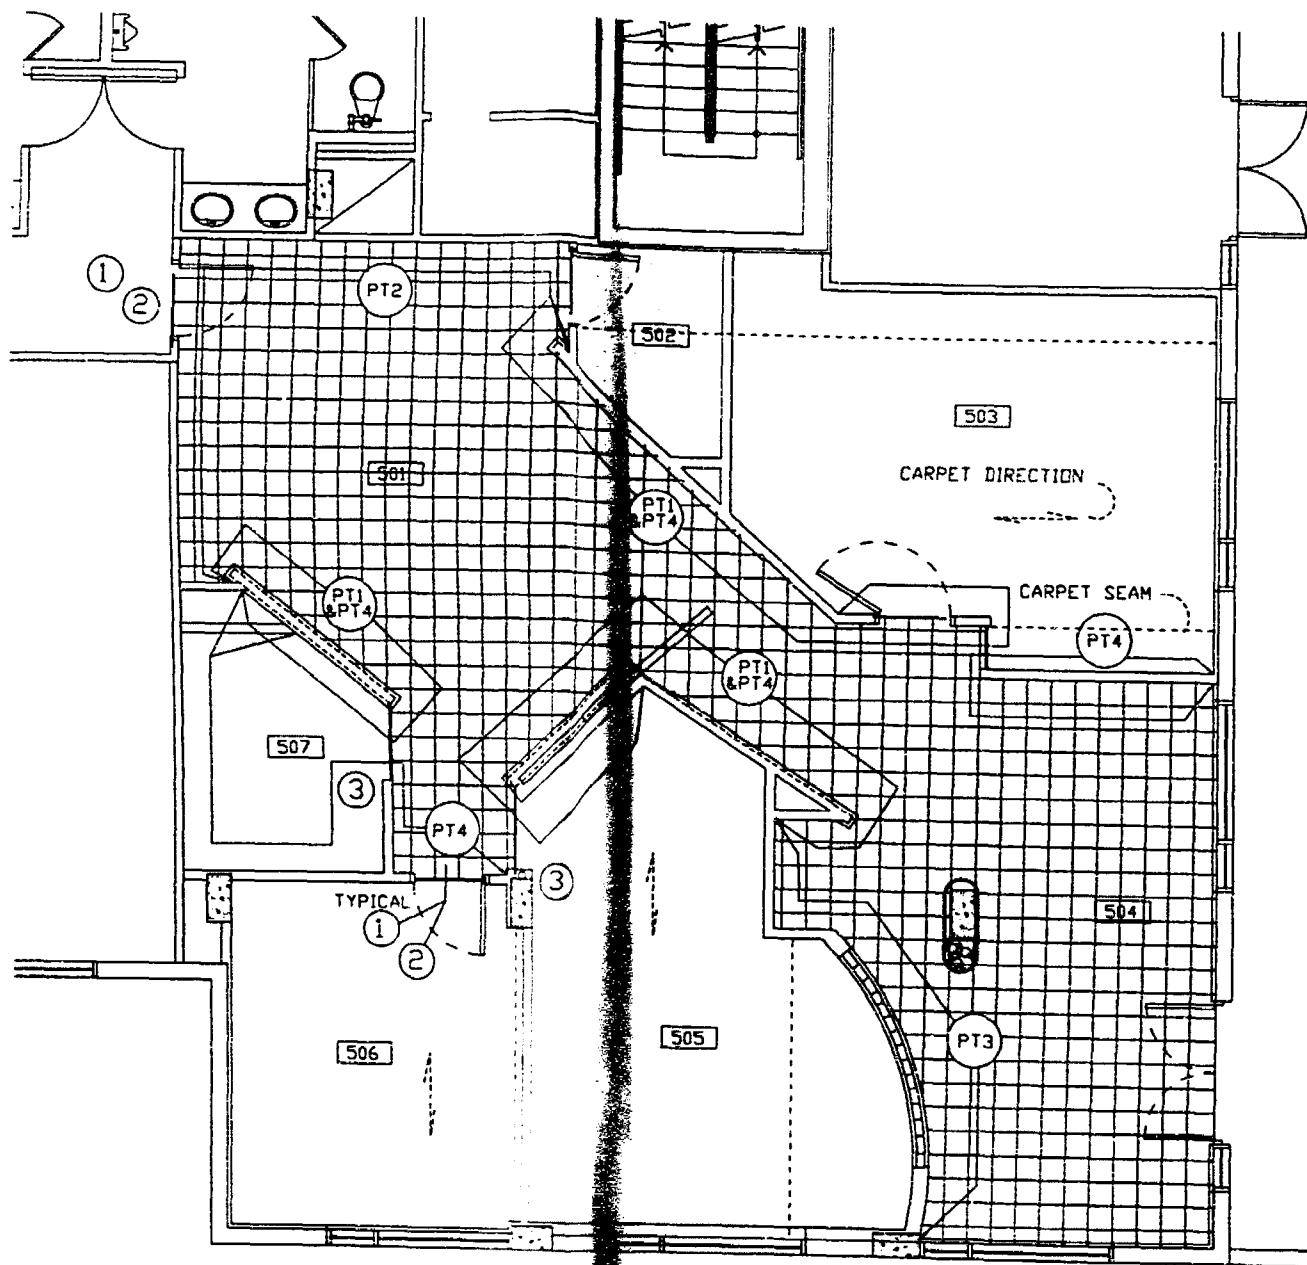 1
2
PT2
502
503
501
CARPET DIRECTION
PT1
&PT4
PT1
&PT4
CARPET SEAM
PT4
PT1
&PT4
507
3
PT4
3
TYPICAL
1
2
504
506
505
PT3